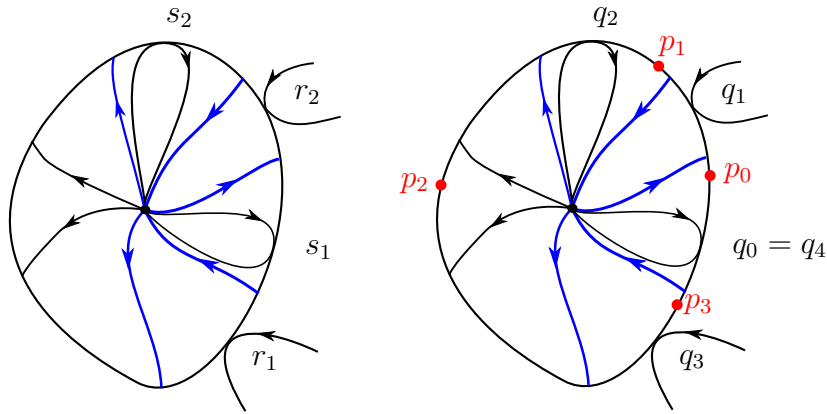 s₂
r₂
s₁
r₁
q₂
p₁
q₁
p₂
p₀
q₀ = q₄
p₃
q₃